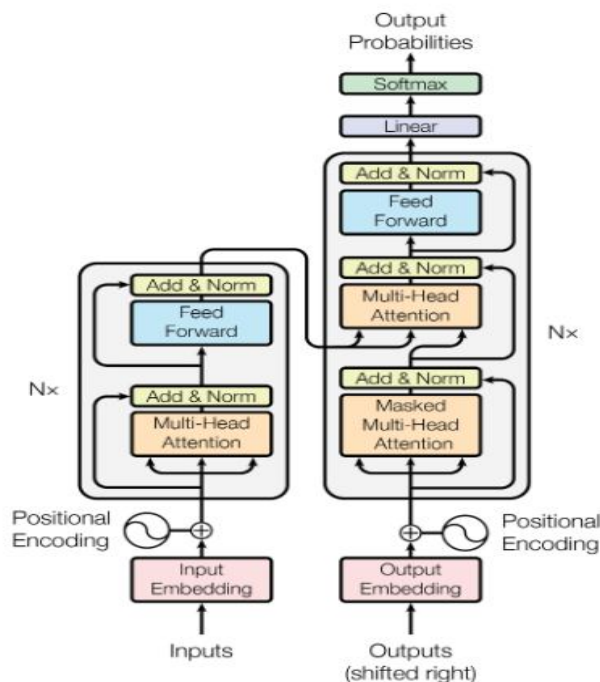 Output
Probabilities
Softmax
Linear
Add & Norm
Feed
Forward
Add & Norm
Multi-Head
Attention
Add & Norm
Masked
Multi-Head
Attention
Nx
Add & Norm
Feed
Forward
Add & Norm
Multi-Head
Attention
Nx
Positional
Encoding
Positional
Encoding
Input
Embedding
Output
Embedding
Inputs
Outputs
(shifted right)